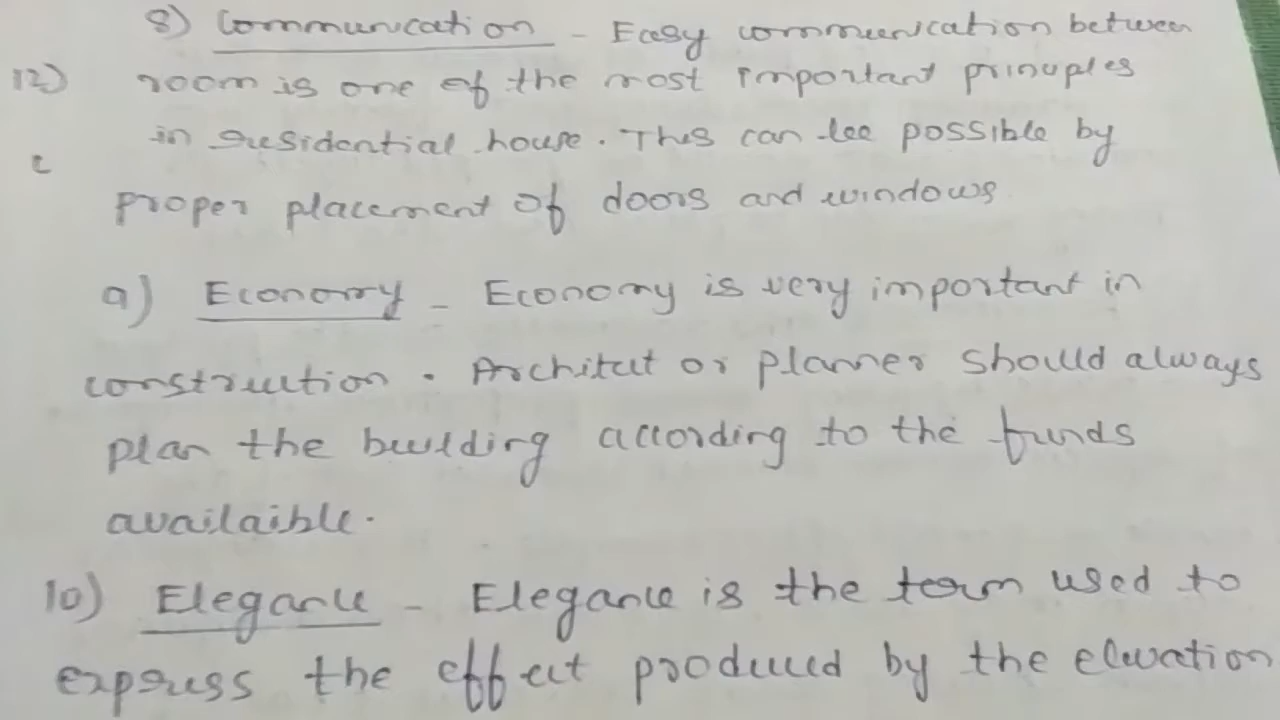 8) Communication - Easy communication between
12) room is one of the most important principles
in residential house. This can be possible by
proper placement of doors and windows
9) Economy - Economy is very important in
construction. Architect or planner should always
plan the building according to the funds
availaible.
10) Elegance - Elegance is the term used to
express the effect produced by the elevation